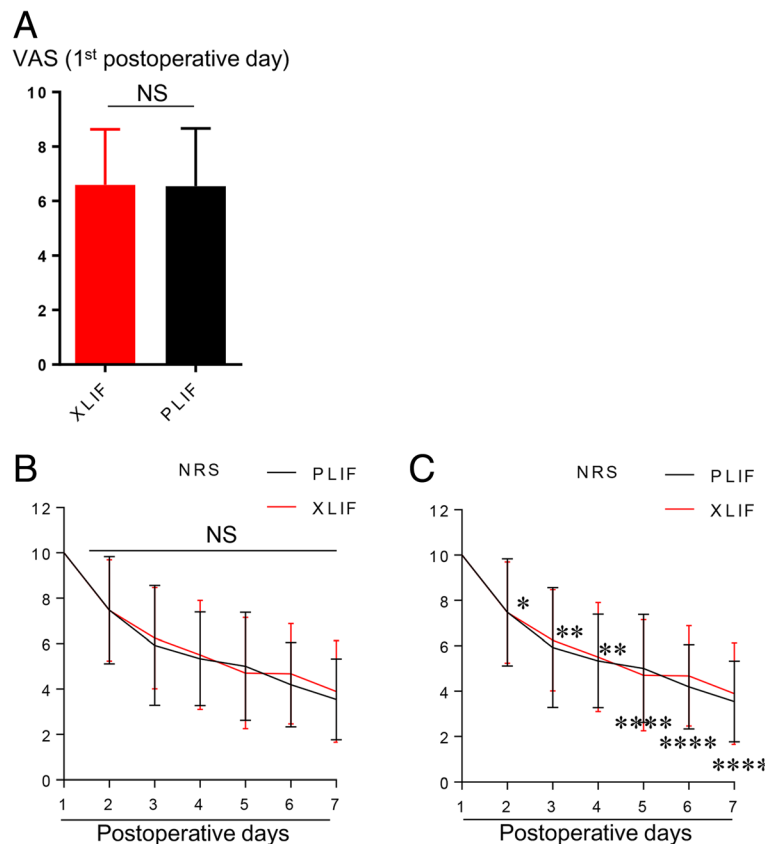 A
VAS (1st postoperative day)
NS
10
8
6
4
2
0
XLIF
PLIF
B
NRS
PLIF
XLIF
NS
12
10
8
6
4
2
0
1 2 3 4 5 6 7
Postoperative days
C
NRS
PLIF
XLIF
12
10
8
6
4
2
0
*
**
**
****
****
****
1 2 3 4 5 6 7
Postoperative days